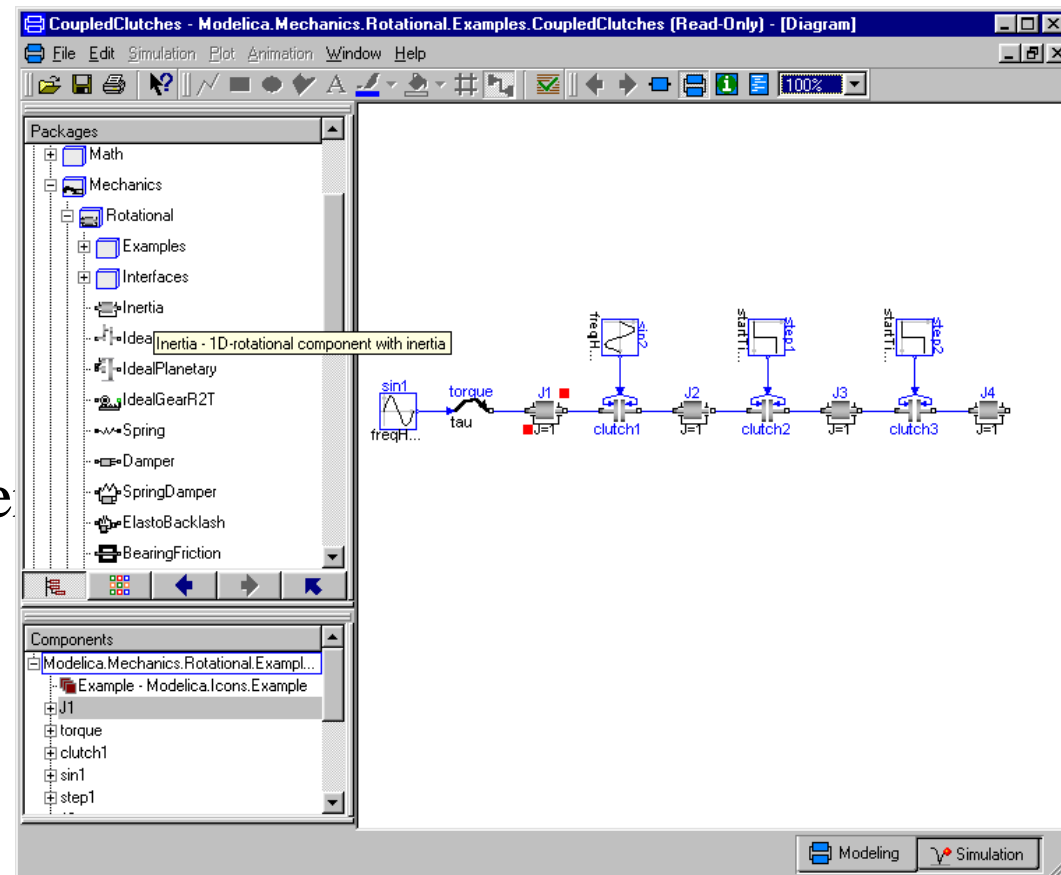 CoupledClutches - Modelica.Mechanics.Rotational.Examples.CoupledClutches (Read-Only) - [Diagram]
File Edit Simulation Plot Animation Window Help
A 100%
Packages
Math
Mechanics
Rotational
Examples
Interfaces
Inertia
Idea
Inertia - 1D-rotational component with inertia
IdealPlanetary
IdealGearR2T
Spring
Damper
SpringDamper
ElastoBacklash
BearingFriction
Components
Modelica.Mechanics.Rotational.Exampl...
Example - Modelica.Icons.Example
J1
torque
clutch1
sin1
step1
freqH... sin2 startTi... step1 startTi... step2
sin1 torque J1 J2 J3 J4
freqH... tau J=1 clutch1 J=1 clutch2 J=1 clutch3 J=1
Modeling Simulation